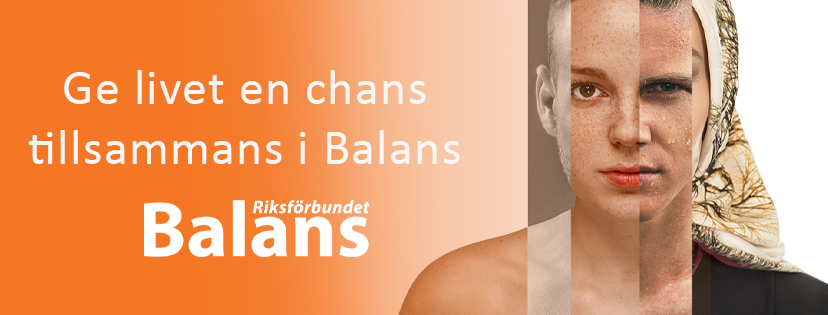 Ge livet en chans
tillsammans i Balans
Riksförbundet
Balans